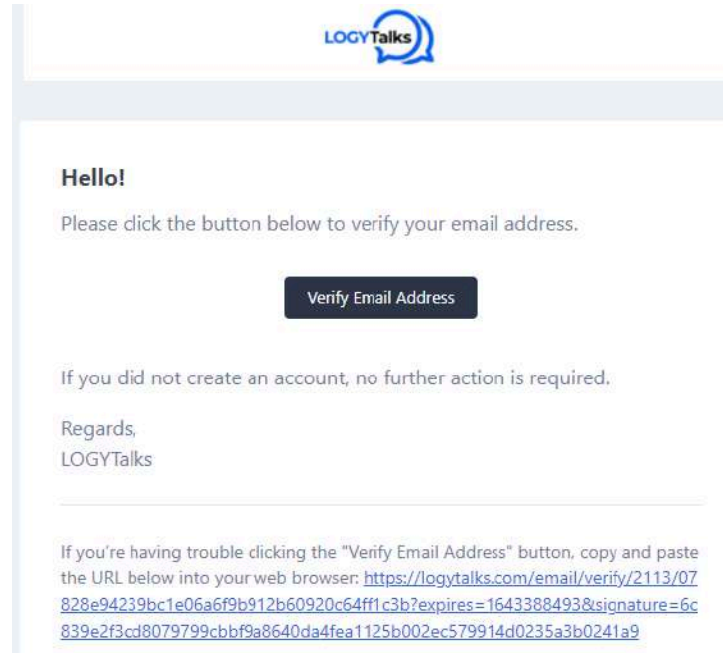 LOGYTalks
Hello!
Please click the button below to verify your email address.
Verify Email Address
If you did not create an account, no further action is required.
Regards,
LOGYTalks
If you're having trouble clicking the "Verify Email Address" button, copy and paste
the URL below into your web browser: https://logytalks.com/email/verify/2113/07
828e94239bc1e06a6f9b912b60920c64ff1c3b?expires=1643388493&signature=6c
839e2f3cd8079799cbbf9a8640da4fea1125b002ec579914d0235a3b0241a9